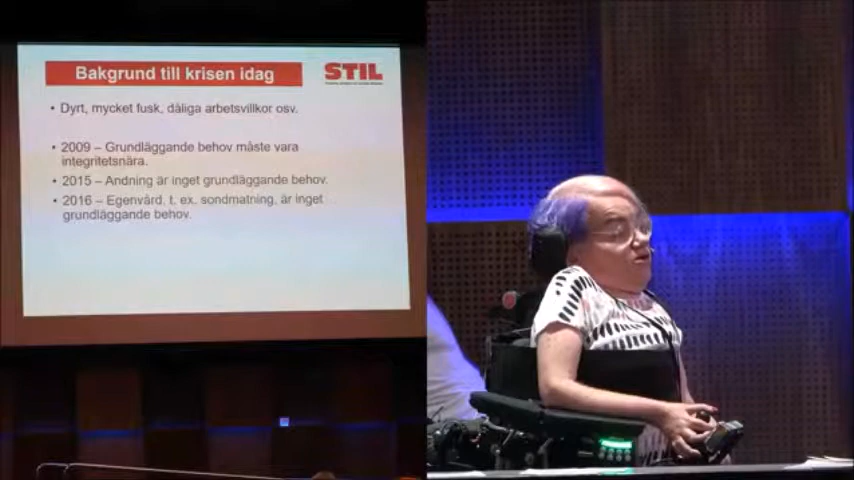 Bakgrund till krisen idag
STIL
• Dyrt, mycket fusk, dåliga arbetsvillkor osv.
• 2009 – Grundläggande behov måste vara
integritetsnära.
• 2015 – Andning är inget grundläggande behov.
• 2016 – Egenvård, t. ex. sondmatning, är inget
grundläggande behov.